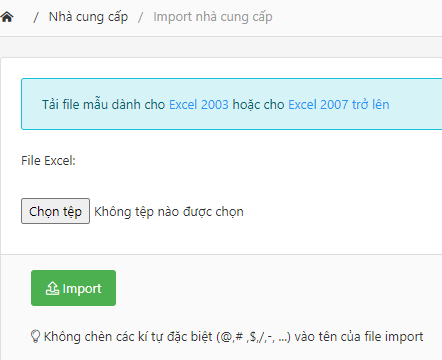 / Nhà cung cấp / Import nhà cung cấp
Tải file mẫu dành cho Excel 2003 hoặc cho Excel 2007 trở lên
File Excel:
Chọn tệp Không tệp nào được chọn
Import
Không chèn các kí tự đặc biệt (@,# ,$,/,-, ...) vào tên của file import